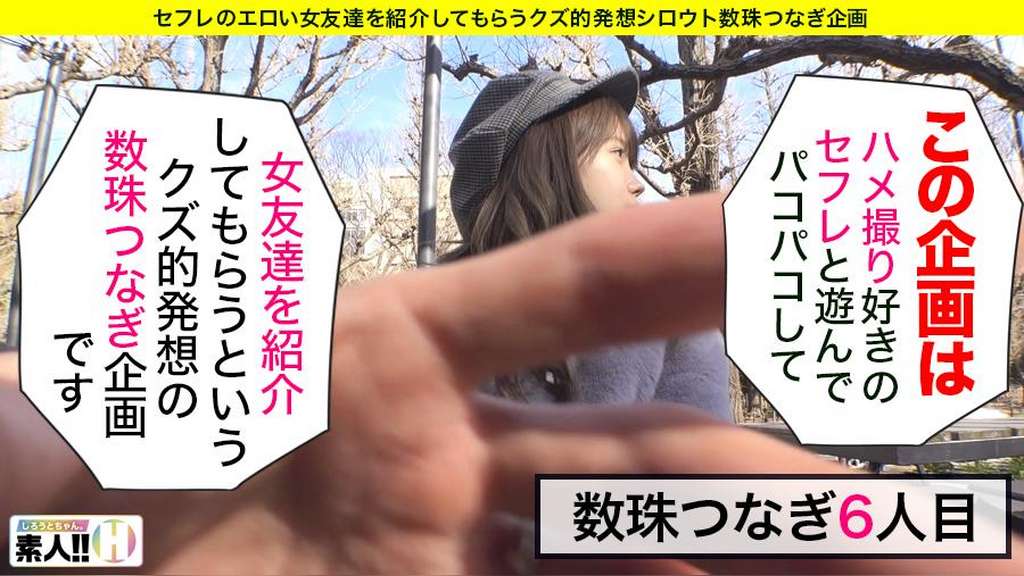 セフレのエロい女友達を紹介してもらうクズ的発想シロウト数珠つなぎ企画
この企画は
ハメ撮り好きの
セフレと遊んで
パコパコして
女友達を紹介
してもらうという
クズ的発想の
数珠つなぎ企画
です
数珠つなぎ6人目
しろうとちゃん。
素人!!H